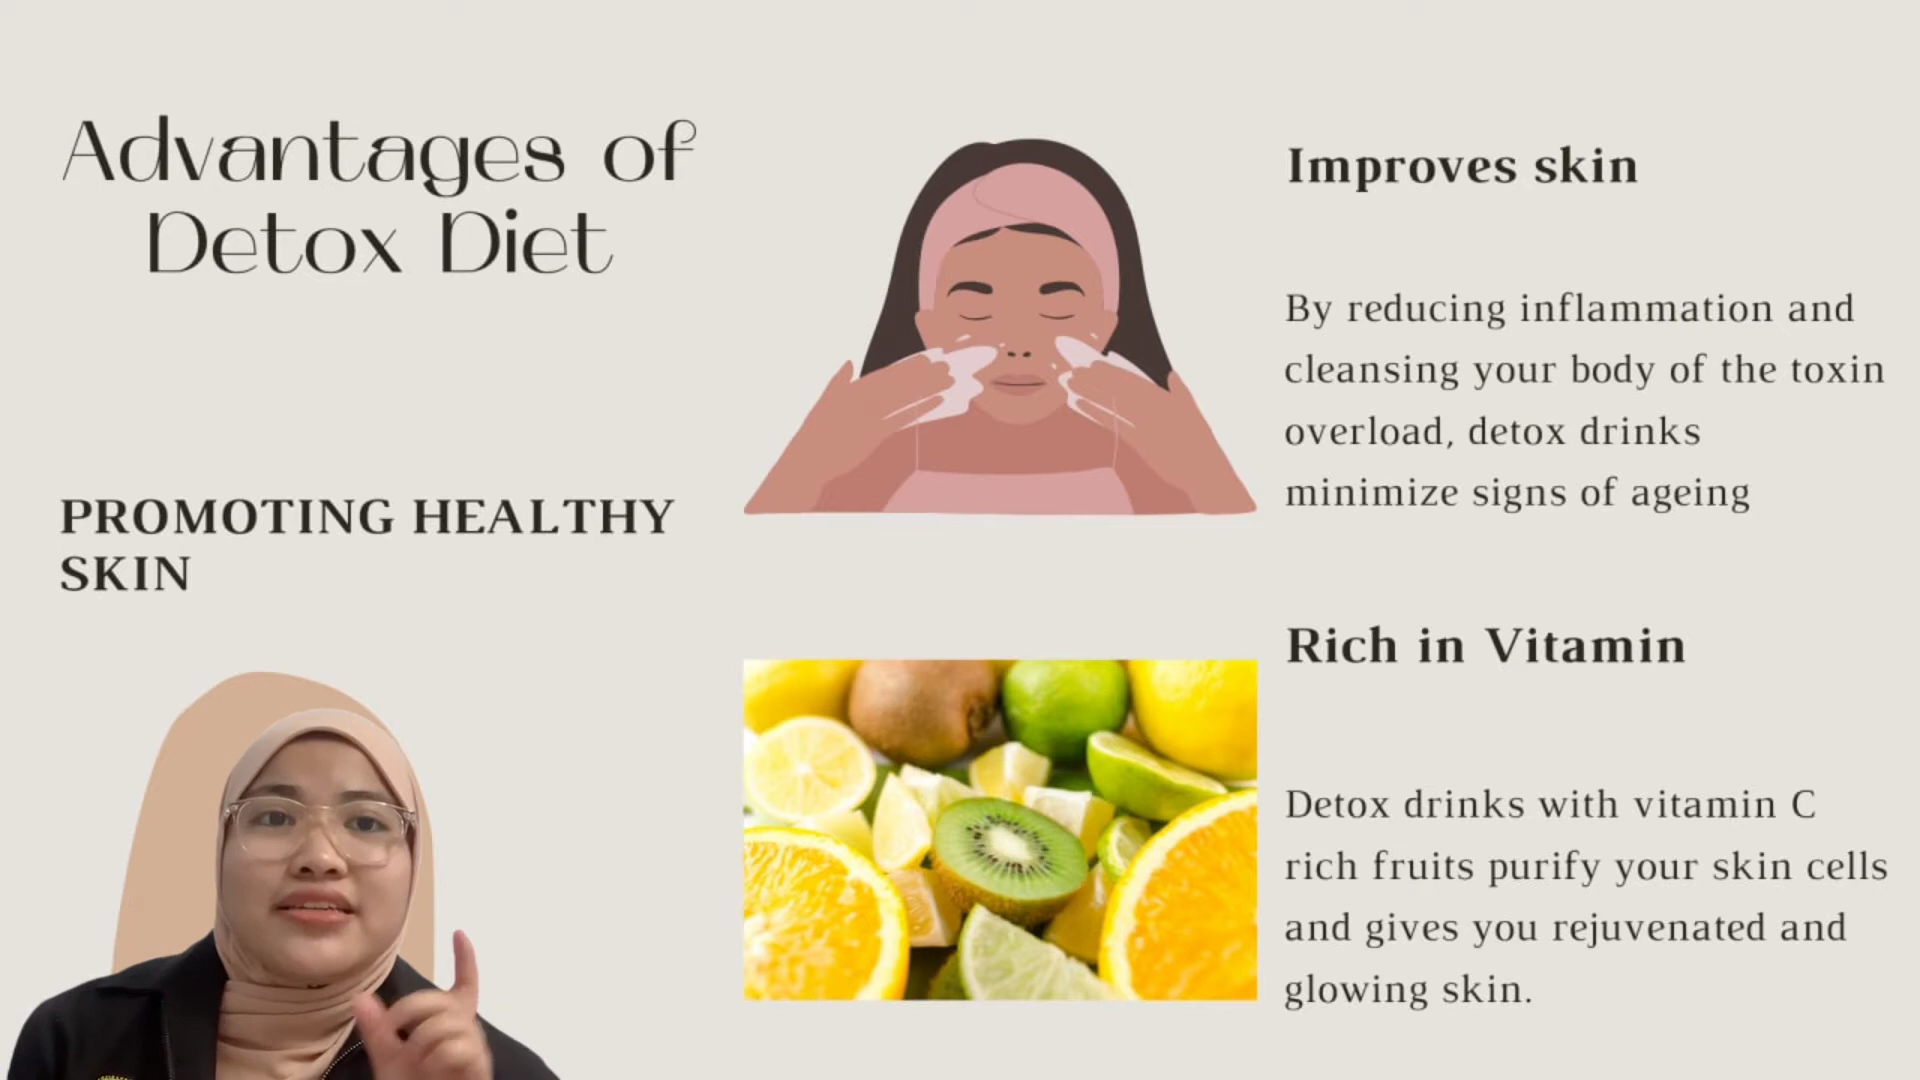 Advantages of
Detox Diet
PROMOTING HEALTHY
SKIN
Improves skin
By reducing inflammation and
cleansing your body of the toxin
overload, detox drinks
minimize signs of ageing
Rich in Vitamin
Detox drinks with vitamin C
rich fruits purify your skin cells
and gives you rejuvenated and
glowing skin.